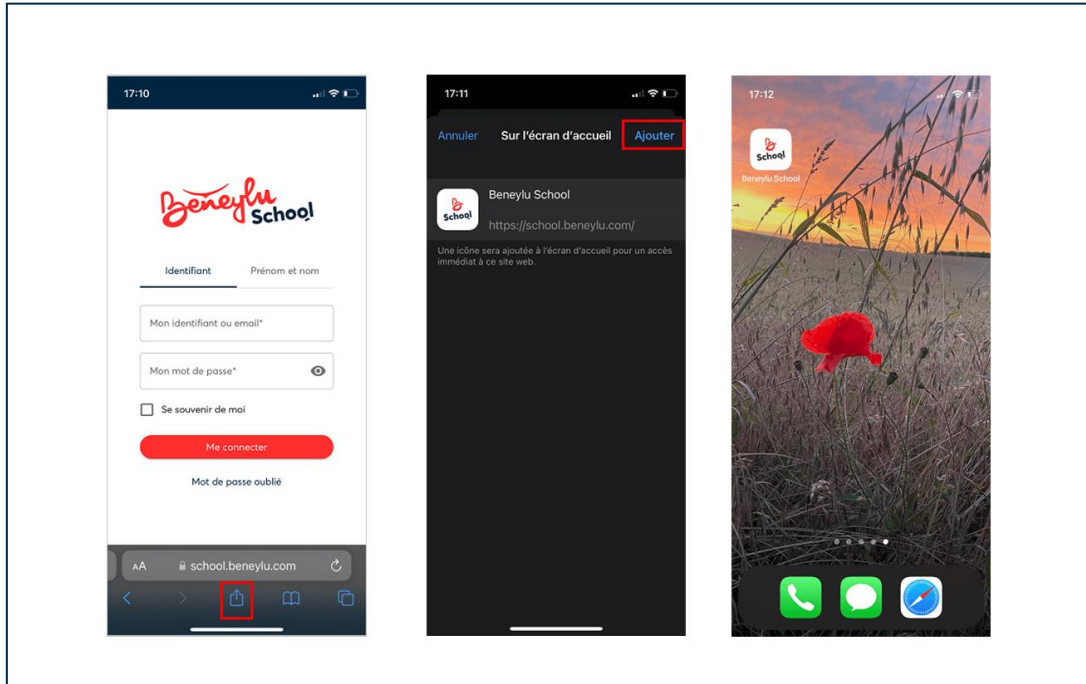 17:10
Beneylu
School
Identifiant Prénom et nom
Mon identifiant ou email*
Mon mot de passe*
Se souvenir de moi
Me connecter
Mot de passe oublié
AA school.beneylu.com
17:11
Annuler Sur l'écran d'accueil Ajouter
School
Beneylu School
https://school.beneylu.com/
Une icône sera ajoutée à l'écran d'accueil pour un accès
immédiat à ce site web.
17:12
School
Beneylu School